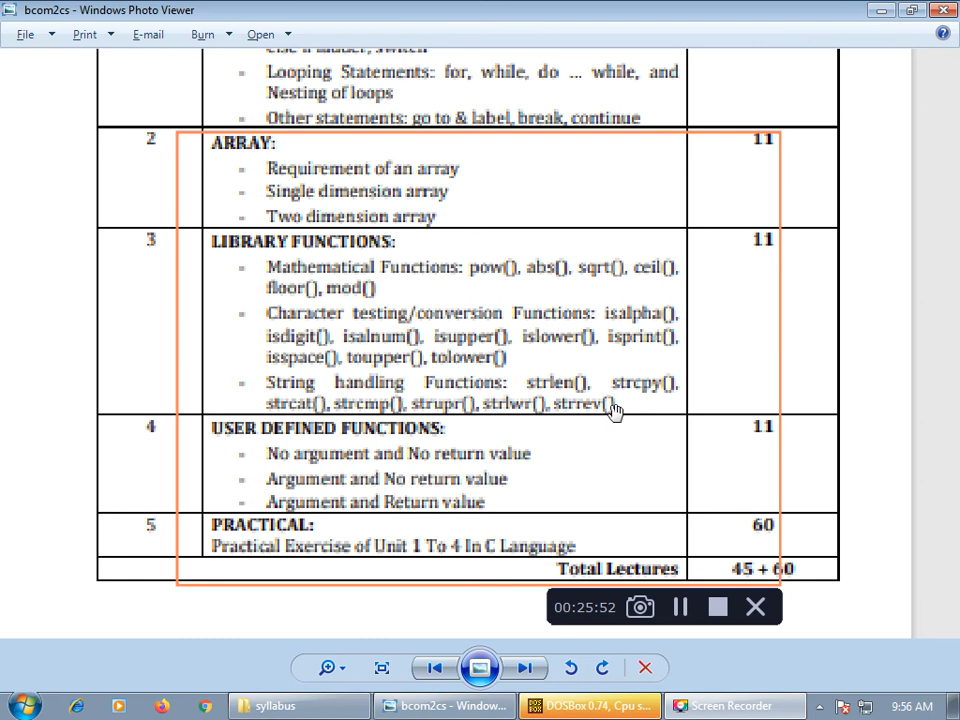 bcom2cs - Windows Photo Viewer
File Print E-mail Burn Open
else if ladder, switch
Looping Statements: for, while, do ... while, and
Nesting of loops
Other statements: go to & label, break, continue
2 ARRAY: 11
Requirement of an array
Single dimension array
Two dimension array
3 LIBRARY FUNCTIONS: 11
Mathematical Functions: pow(), abs(), sqrt(), ceil(),
floor(), mod()
Character testing/conversion Functions: isalpha(),
isdigit(), isalnum(), isupper(), islower(), isprint(),
isspace(), toupper(), tolower()
String handling Functions: strlen(), strcpy(),
strcat(), strcmp(), strupr(), strlwr(), strrev()
4 USER DEFINED FUNCTIONS: 11
No argument and No return value
Argument and No return value
Argument and Return value
5 PRACTICAL: 60
Practical Exercise of Unit 1 To 4 In C Language
Total Lectures 45 + 60
00:25:52
syllabus bcom2cs - Window... DOSBox 0.74, Cpu s... Screen Recorder 9:56 AM